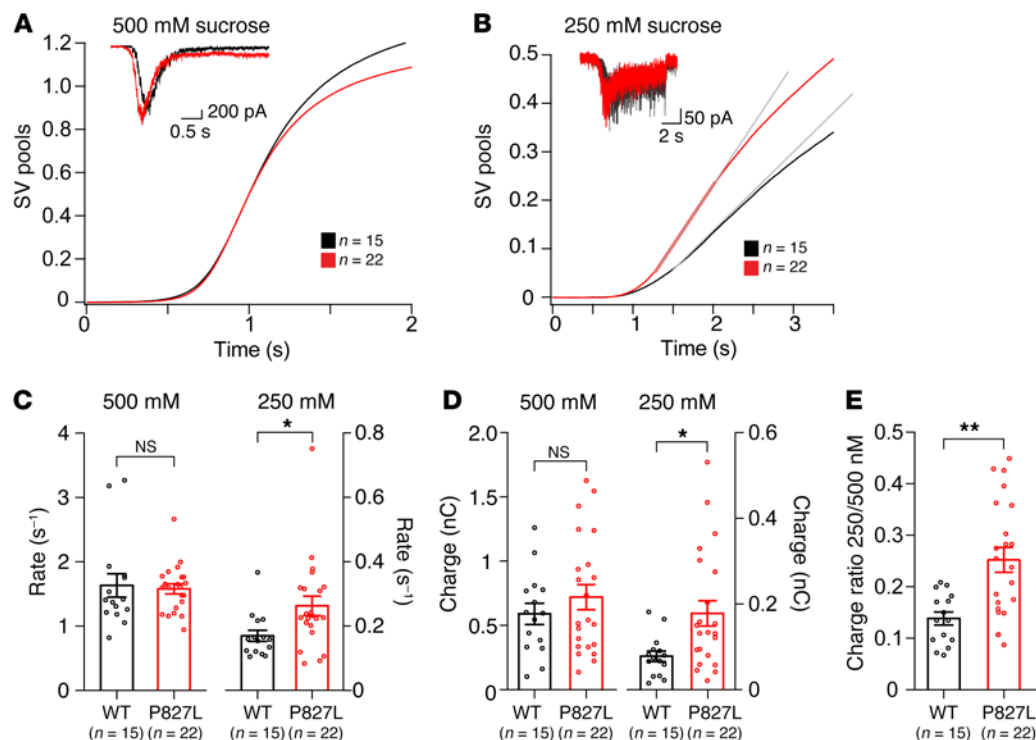 A
500 mM sucrose
1.2
1.0
0.8
0.6
0.4
0.2
0
SV pools
200 pA
0.5 s
n = 15
n = 22
0
1
2
Time (s)
B
250 mM sucrose
0.5
0.4
0.3
0.2
0.1
0
SV pools
50 pA
2 s
n = 15
n = 22
0
1
2
3
Time (s)
C
500 mM
250 mM
4
3
2
1
0
Rate (s⁻¹)
NS
*
0.8
0.6
0.4
0.2
0
Rate (s⁻¹)
WT P827L WT P827L
(n = 15) (n = 22) (n = 15) (n = 22)
D
500 mM
250 mM
2.0
1.5
1
0.5
0
Charge (nC)
NS
*
0.6
0.4
0.2
0
Charge (nC)
WT P827L WT P827L
(n = 15) (n = 22) (n = 15) (n = 22)
E
0.5
0.4
0.3
0.2
0.1
0
Charge ratio 250/500 nM
**
WT P827L
(n = 15) (n = 22)